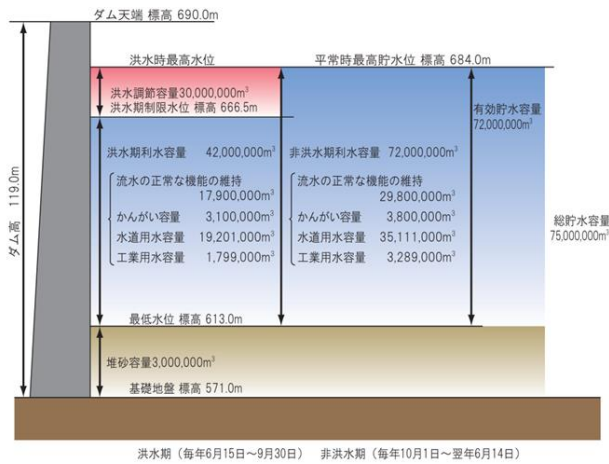 ダム天端 標高 690.0m
洪水時最高水位
平常時最高貯水位 標高 684.0m
洪水調節容量30,000,000m³
洪水期制限水位 標高 666.5m
有効貯水容量
72,000,000m³
洪水期利水容量 42,000,000m³
流水の正常な機能の維持
17,900,000m³
かんがい容量 3,100,000m³
水道用水容量 19,201,000m³
工業用水容量 1,799,000m³
非洪水期利水容量 72,000,000m³
流水の正常な機能の維持
29,800,000m³
かんがい容量 3,800,000m³
水道用水容量 35,111,000m³
工業用水容量 3,289,000m³
総貯水容量
75,000,000m³
ダム高 119.0m
最低水位 標高 613.0m
堆砂容量3,000,000m³
基礎地盤 標高 571.0m
洪水期（毎年6月15日～9月30日） 非洪水期（毎年10月1日～翌年6月14日）